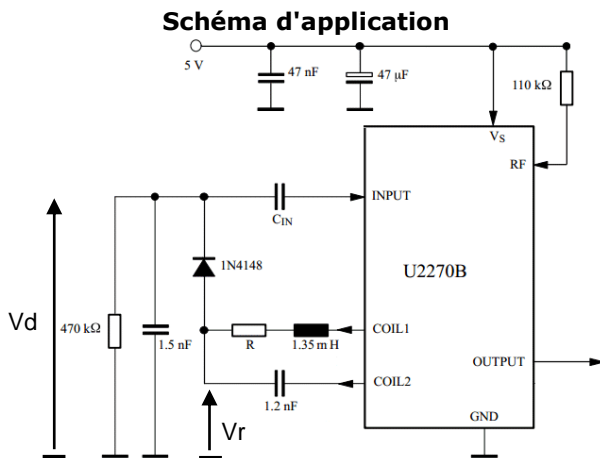 Schéma d'application
5 V
47 nF
47 µF
110 kΩ
VS
RF
INPUT
CIN
1N4148
U2270B
Vd
470 kΩ
1.5 nF
R
1.35 m H
COIL1
OUTPUT
COIL2
1.2 nF
GND
Vr